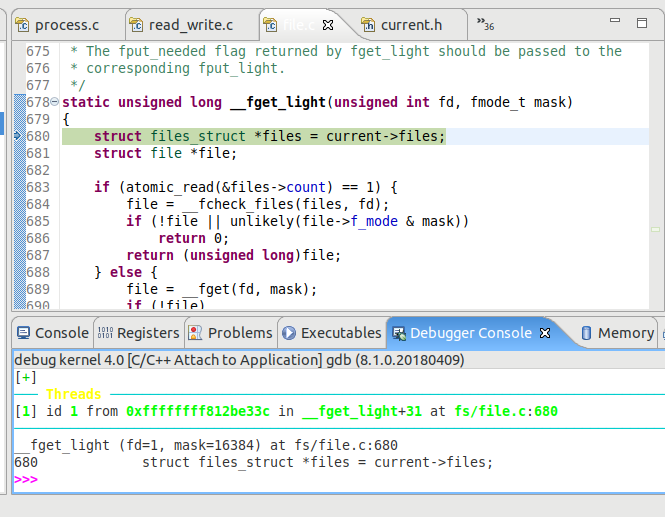 process.c read_write.c file.c current.h »36
675 * The fput_needed flag returned by fget_light should be passed to the
676 * corresponding fput_light.
677 */
678 static unsigned long __fget_light(unsigned int fd, fmode_t mask)
679 {
680 struct files_struct *files = current->files;
681 struct file *file;
682
683 if (atomic_read(&files->count) == 1) {
684 file = __fcheck_files(files, fd);
685 if (!file || unlikely(file->f_mode & mask))
686 return 0;
687 return (unsigned long)file;
688 } else {
689 file = __fget(fd, mask);
690 if (!file)
Console Registers Problems Executables Debugger Console Memory
debug kernel 4.0 [C/C++ Attach to Application] gdb (8.1.0.20180409)
[+]
── Threads ──
[1] id 1 from 0xffffffff812be33c in __fget_light+31 at fs/file.c:680
__fget_light (fd=1, mask=16384) at fs/file.c:680
680 struct files_struct *files = current->files;
>>>